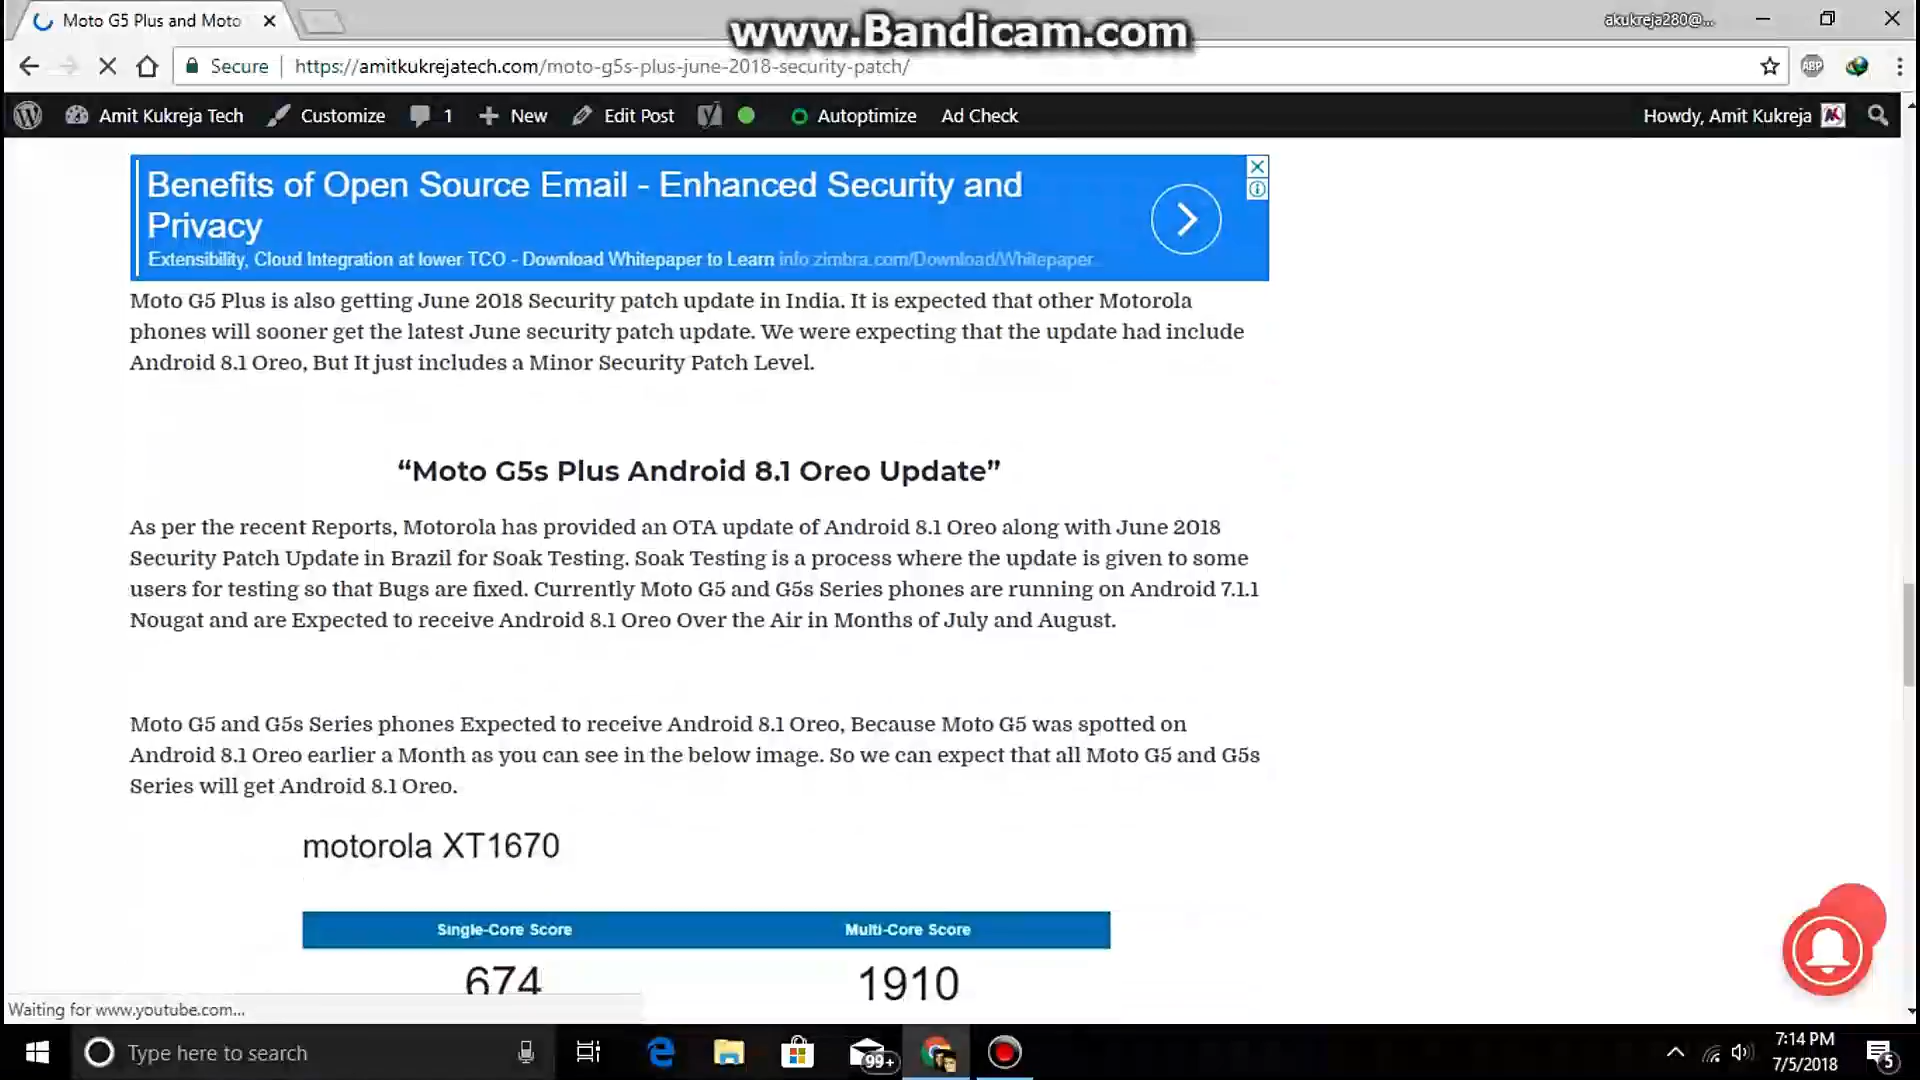 Moto G5 Plus and Moto
www.Bandicam.com
akukreja280@...
Secure
https://amitkukrejatech.com/moto-g5s-plus-june-2018-security-patch/
ABP
Amit Kukreja Tech
Customize
1
New
Edit Post
Autoptimize
Ad Check
Howdy, Amit Kukreja
Benefits of Open Source Email - Enhanced Security and
Privacy
Extensibility, Cloud Integration at lower TCO - Download Whitepaper to Learn info.zimbra.com/Download/Whitepaper
Moto G5 Plus is also getting June 2018 Security patch update in India. It is expected that other Motorola
phones will sooner get the latest June security patch update. We were expecting that the update had include
Android 8.1 Oreo, But It just includes a Minor Security Patch Level.
“Moto G5s Plus Android 8.1 Oreo Update”
As per the recent Reports, Motorola has provided an OTA update of Android 8.1 Oreo along with June 2018
Security Patch Update in Brazil for Soak Testing. Soak Testing is a process where the update is given to some
users for testing so that Bugs are fixed. Currently Moto G5 and G5s Series phones are running on Android 7.1.1
Nougat and are Expected to receive Android 8.1 Oreo Over the Air in Months of July and August.
Moto G5 and G5s Series phones Expected to receive Android 8.1 Oreo, Because Moto G5 was spotted on
Android 8.1 Oreo earlier a Month as you can see in the below image. So we can expect that all Moto G5 and G5s
Series will get Android 8.1 Oreo.
motorola XT1670
Single-Core Score
Multi-Core Score
674
1910
Waiting for www.youtube.com...
Type here to search
99+
7:14 PM
7/5/2018
5